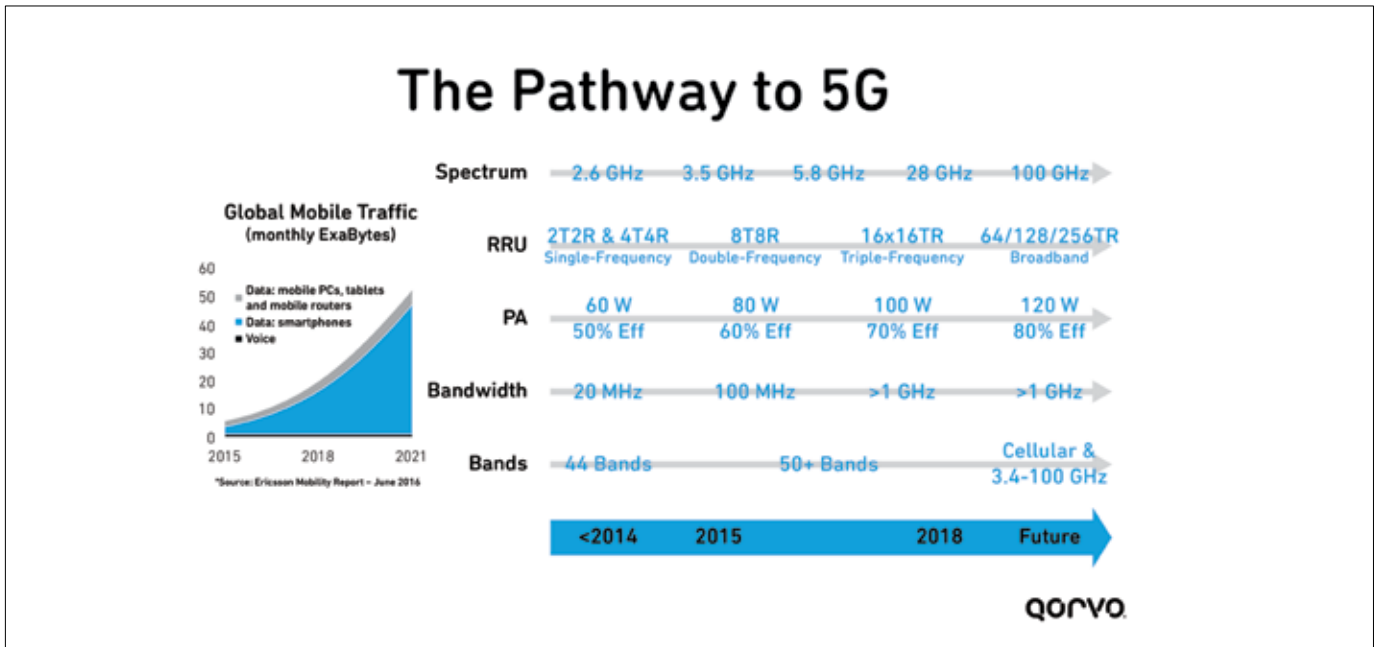 The Pathway to 5G
Global Mobile Traffic
(monthly ExaBytes)
60
50
40
30
20
10
0
Data: mobile PCs, tablets
and mobile routers
Data: smartphones
Voice
2015 2018 2021
*Source: Ericsson Mobility Report – June 2016
Spectrum 2.6 GHz 3.5 GHz 5.8 GHz 28 GHz 100 GHz
RRU 2T2R & 4T4R 8T8R 16x16TR 64/128/256TR
Single-Frequency Double-Frequency Triple-Frequency Broadband
PA 60 W 80 W 100 W 120 W
50% Eff 60% Eff 70% Eff 80% Eff
Bandwidth 20 MHz 100 MHz >1 GHz >1 GHz
Bands 44 Bands 50+ Bands Cellular &
3.4-100 GHz
<2014 2015 2018 Future
QORVO